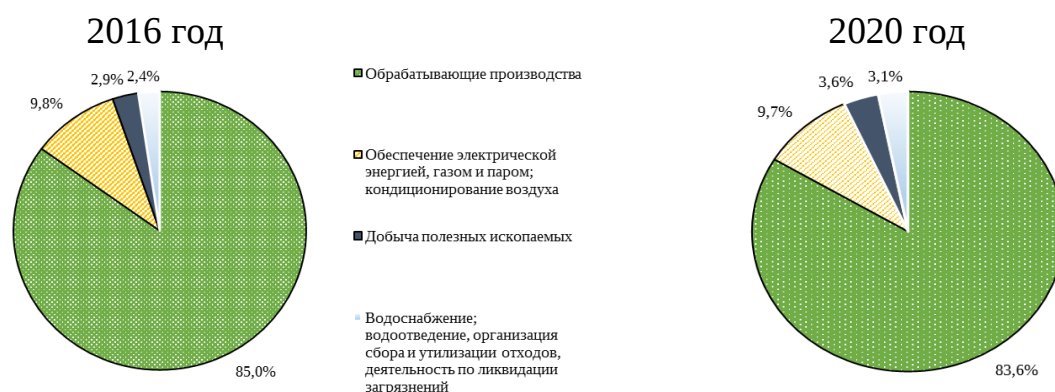 2016 год
2020 год
2,9%
2,4%
9,8%
85,0%
Обрабатывающие производства
Обеспечение электрической
энергией, газом и паром;
кондиционирование воздуха
Добыча полезных ископаемых
Водоснабжение;
водоотведение, организация
сбора и утилизации отходов,
деятельность по ликвидации
загрязнений
3,6%
3,1%
9,7%
83,6%